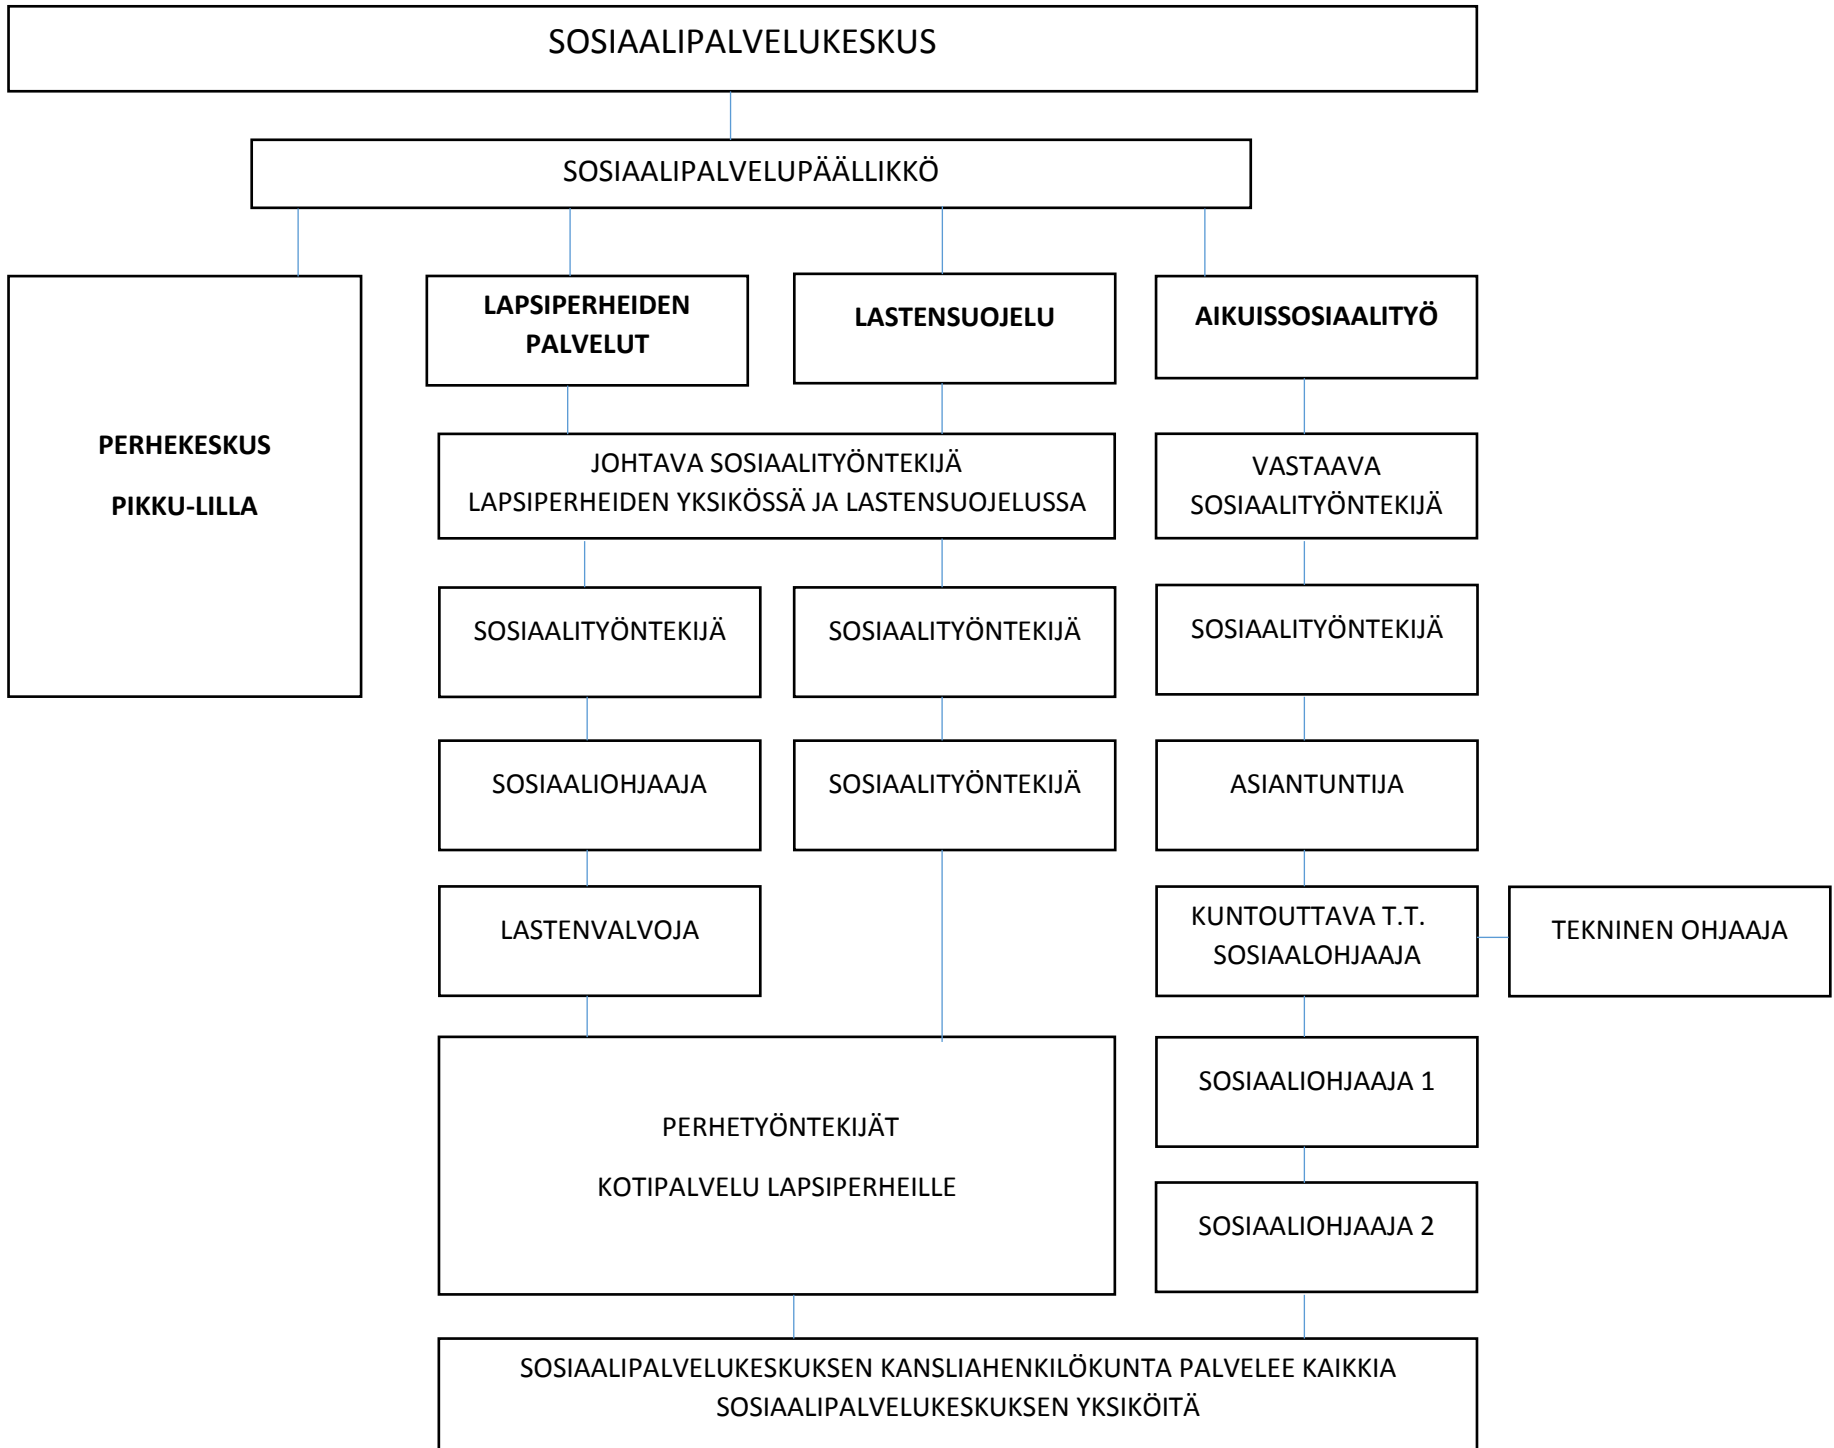 SOSIAALIPALVELUKESKUS
SOSIAALIPALVELUPÄÄLLIKKÖ
PERHEKESKUS
PIKKU-LILLA
LAPSIPERHEIDEN
PALVELUT
LASTENSUOJELU
AIKUISSOSIAALITYÖ
JOHTAVA SOSIAALITYÖNTEKIJÄ
LAPSIPERHEIDEN YKSIKÖSSÄ JA LASTENSUOJELUSSA
VASTAAVA
SOSIAALITYÖNTEKIJÄ
SOSIAALITYÖNTEKIJÄ
SOSIAALITYÖNTEKIJÄ
SOSIAALITYÖNTEKIJÄ
SOSIAALIOHJAAJA
SOSIAALITYÖNTEKIJÄ
ASIANTUNTIJA
LASTENVALVOJA
KUNTOUTTAVA T.T.
SOSIAALOHJAAJA
TEKNINEN OHJAAJA
PERHETYÖNTEKIJÄT
KOTIPALVELU LAPSIPERHEILLE
SOSIAALIOHJAAJA 1
SOSIAALIOHJAAJA 2
SOSIAALIPALVELUKESKUKSEN KANSLIAHENKILÖKUNTA PALVELEE KAIKKIA
SOSIAALIPALVELUKESKUKSEN YKSIKÖITÄ